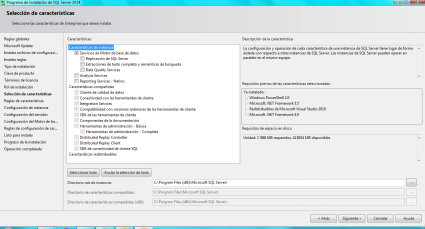 Programa de instalación de SQL Server 2014
Selección de características
Seleccione las características de Enterprise que desee instalar.
Reglas globales
Microsoft Update
Instalar archivos de configuraci...
Instalar reglas
Tipo de instalación
Clave de producto
Términos de licencia
Rol de instalación
Selección de características
Reglas de características
Configuración de instancia
Configuración del servidor
Configuración del Motor de ba...
Reglas de configuración de car...
Listo para instalar
Progreso de la instalación
Operación completada
Características:
Características de instancia
Servicios de Motor de base de datos
Replicación de SQL Server
Extracciones de texto completo y semánticas de búsqueda
Data Quality Services
Analysis Services
Reporting Services - Nativo
Características compartidas
Cliente de calidad de datos
Conectividad con las herramientas de cliente
Integration Services
Compatibilidad con versiones anteriores de las herramientas de cliente
SDK de las herramientas de cliente
Componentes de la documentación
Herramientas de administración - Básica
Herramientas de administración - Completa
Distributed Replay Controller
Distributed Replay Client
SDK de conectividad de cliente SQL
Características redistribuibles
Descripción de la característica:
La configuración y operación de cada característica de una instancia de SQL Server tiene lugar de forma
aislada con respecto a otras instancias de SQL Server. Las instancias de SQL Server pueden operar en
paralelo en el mismo equipo.
Requisitos previos de las características seleccionadas:
Ya instalado:
Windows PowerShell 2.0
Microsoft .NET Framework 3.5
Redistribuibles de Microsoft Visual Studio 2010
Microsoft .NET Framework 4.0
Requisitos de espacio en disco:
Seleccionar todo
Anular la selección de todo
Directorio raíz de instancia:
C:\Program Files (x86)\Microsoft SQL Server\
...
Directorio de características compartidas:
C:\Program Files\Microsoft SQL Server\
Directorio de características compartidas (x86):
C:\Program Files (x86)\Microsoft SQL Server\
< Atrás
Siguiente >
Cancelar
Ayuda